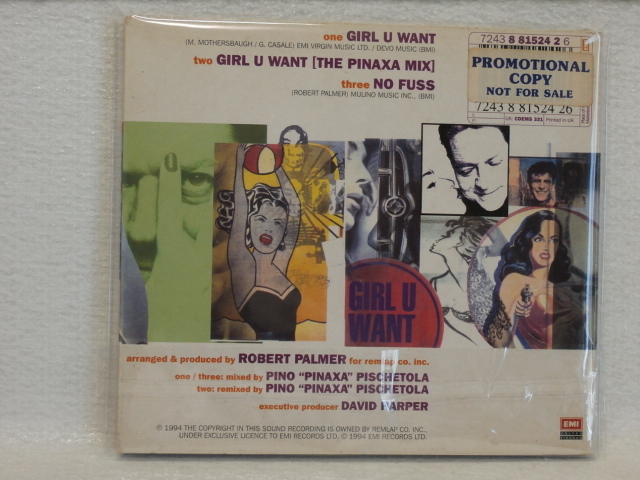 one GIRL U WANT
(M. MOTHERSBAUGH / G. CASALE) EMI VIRGIN MUSIC LTD. / DEVO MUSIC (BMI)
two GIRL U WANT [THE PINAXA MIX]
three NO FUSS
(ROBERT PALMER) MULINO MUSIC INC., (BMI)
7243 8 81524 2 6
PROMOTIONAL
COPY
NOT FOR SALE
7243 8 81524 26
UK: CDEMS 331 Printed in UK
GIRL U
WANT
arranged & produced by ROBERT PALMER for remlap co. inc.
one / three: mixed by PINO "PINAXA" PISCHETOLA
two: remixed by PINO "PINAXA" PISCHETOLA
executive producer DAVID HARPER
℗ 1994 THE COPYRIGHT IN THIS SOUND RECORDING IS OWNED BY REMLAP CO. INC.,
UNDER EXCLUSIVE LICENCE TO EMI RECORDS LTD. © 1994 EMI RECORDS LTD.
EMI